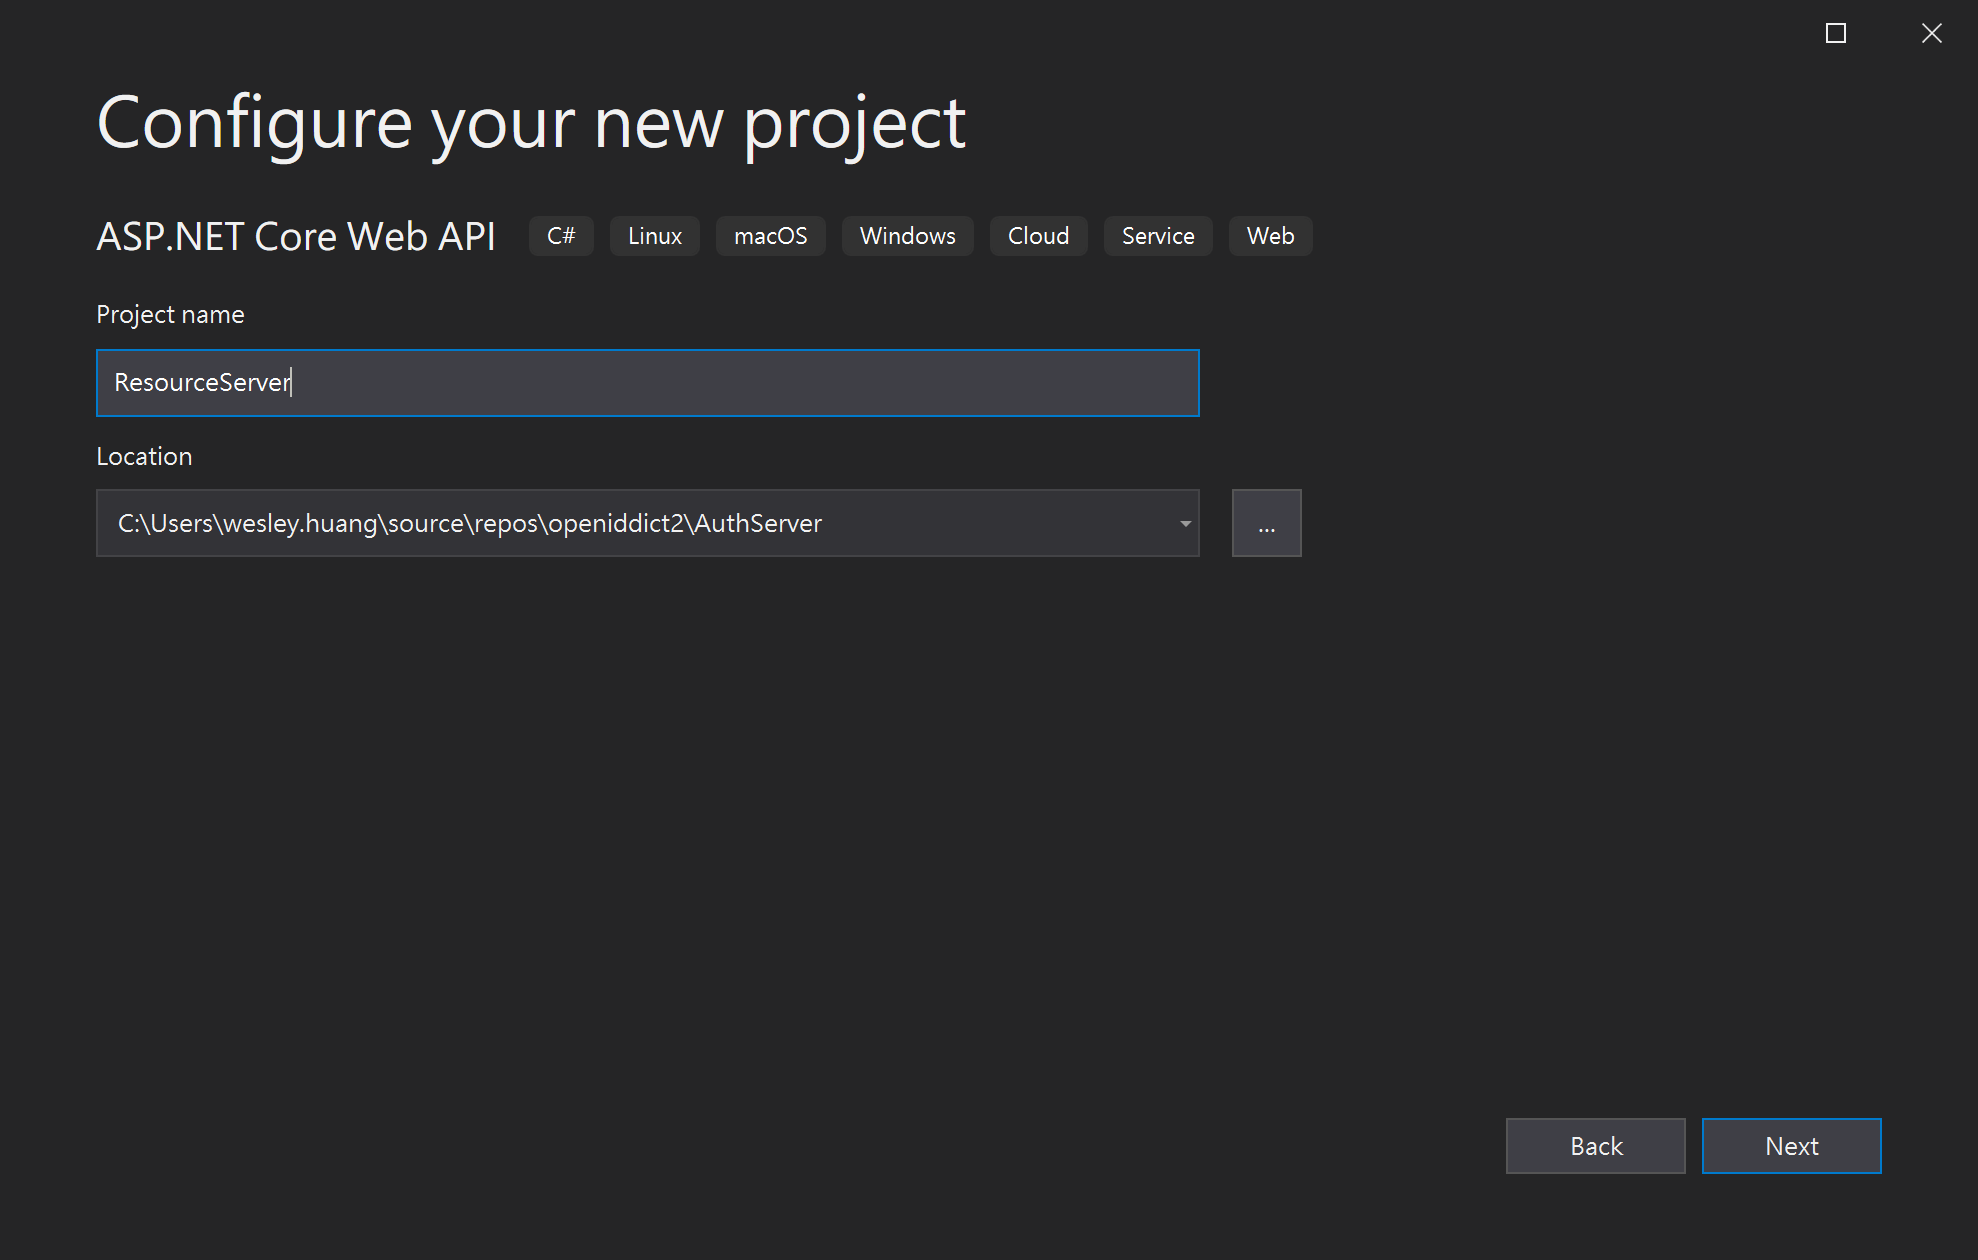 Configure your new project
ASP.NET Core Web API C# Linux macOS Windows Cloud Service Web
Project name
ResourceServer
Location
C:\Users\wesley.huang\source\repos\openiddict2\AuthServer ...
Back Next